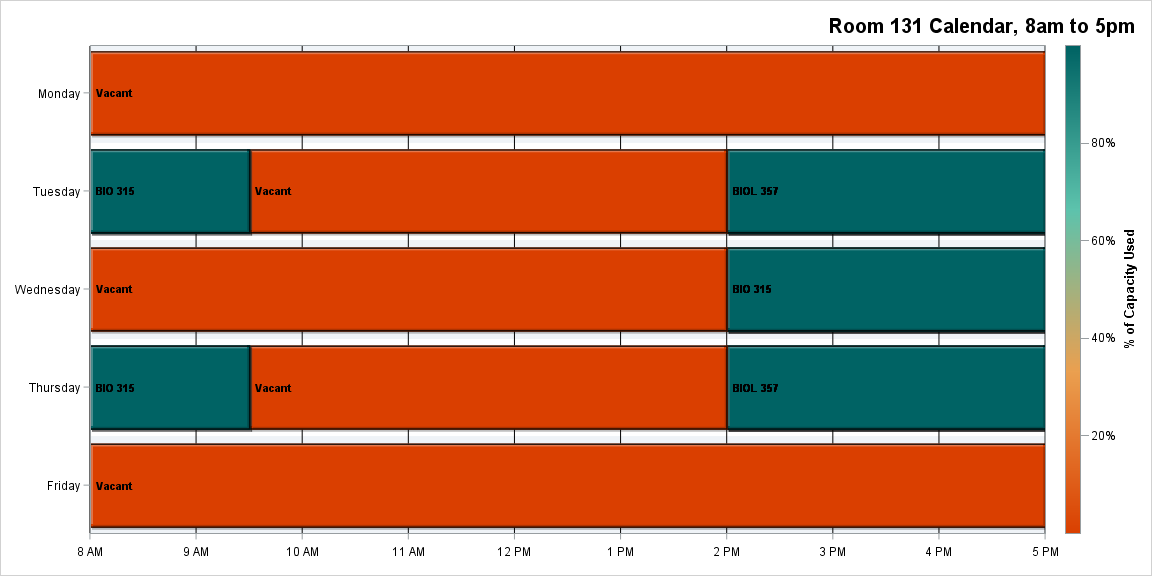 Room 131 Calendar, 8am to 5pm
Monday
Vacant
80%
Tuesday
BIO 315
Vacant
BIOL 357
60%
% of Capacity Used
Wednesday
Vacant
BIO 315
40%
Thursday
BIO 315
Vacant
BIOL 357
20%
Friday
Vacant
8 AM
9 AM
10 AM
11 AM
12 PM
1 PM
2 PM
3 PM
4 PM
5 PM